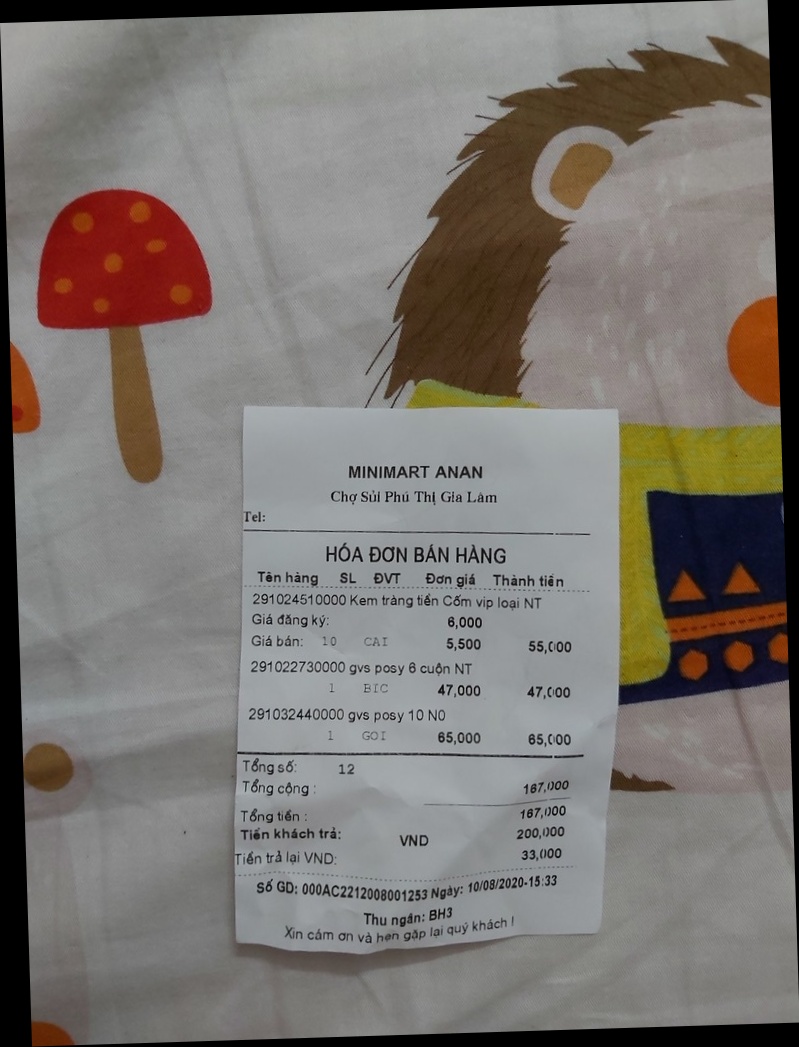 MINIMART ANAN
Chợ Sủi Phú Thị Gia Lâm
Tel:
HÓA ĐƠN BÁN HÀNG
Tên hàng SL ĐVT Đơn giá Thành tiền
291024510000 Kem tràng tiền Cốm vip loại NT
Giá đăng ký: 6,000
Giá bán: 10 CAI 5,500 55,000
291022730000 gvs posy 6 cuộn NT
1 BIC 47,000 47,000
291032440000 gvs posy 10 N0
1 GOI 65,000 65,000
Tổng số: 12
Tổng cộng : 167,000
Tổng tiền : 167,000
Tiền khách trả: VND 200,000
Tiền trả lại VND: 33,000
Số GD: 000AC2212008001253 Ngày: 10/08/2020-15:33
Thu ngân: BH3
Xin cảm ơn và hẹn gặp lại quý khách !